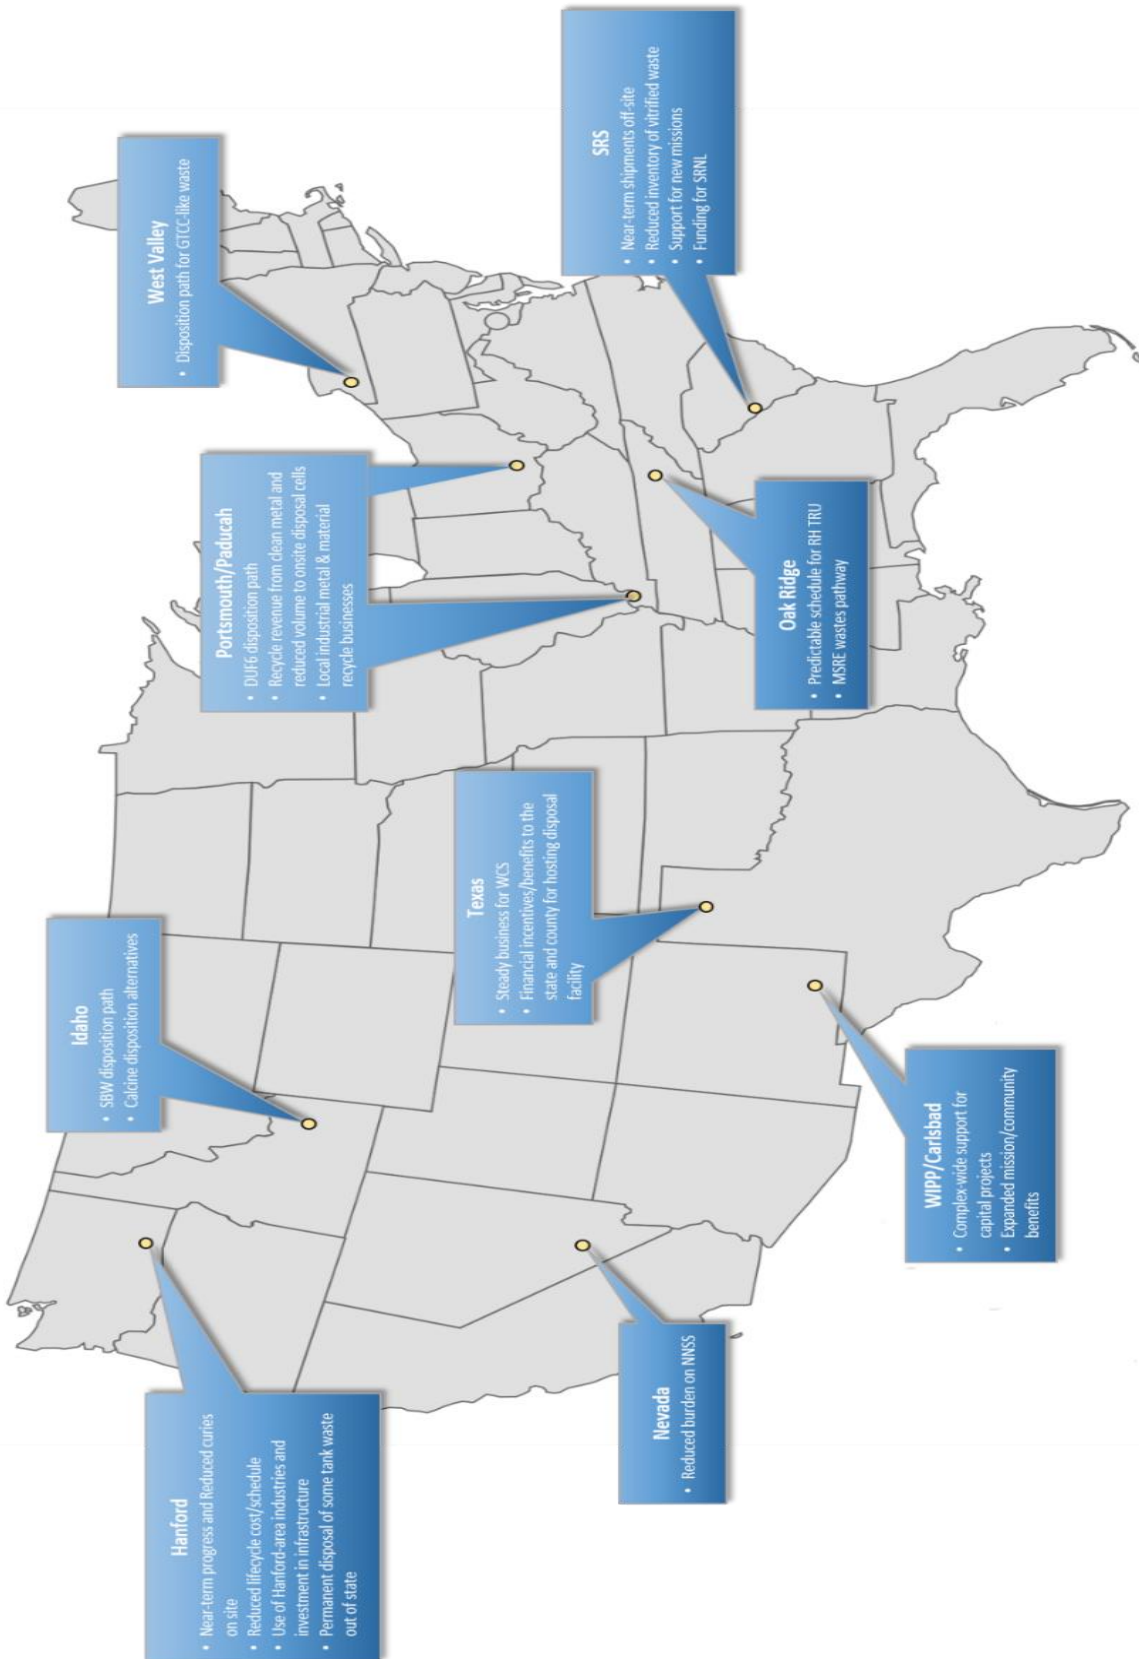 Hanford
• Near-term progress and Reduced curies
on site
• Reduced lifecycle cost/schedule
• Use of Hanford-area industries and
investment in infrastructure
• Permanent disposal of some tank waste
out of state
Idaho
• SBW disposition path
• Calcine disposition alternatives
Portsmouth/Paducah
• DUF6 disposition path
• Recycle revenue from clean metal and
reduced volume to onsite disposal cells
• Local industrial metal & material
recycle businesses
West Valley
• Disposition path for GTCC-like waste
Texas
• Steady business for WCS
• Financial incentives/benefits to the
state and county for hosting disposal
facility
SRS
• Near-term shipments off-site
• Reduced inventory of vitrified waste
• Support for new missions
• Funding for SRNL
Nevada
• Reduced burden on NNSS
WIPP/Carlsbad
• Complex-wide support for
capital projects
• Expanded mission/community
benefits
Oak Ridge
• Predictable schedule for RH TRU
• MSRE wastes pathway